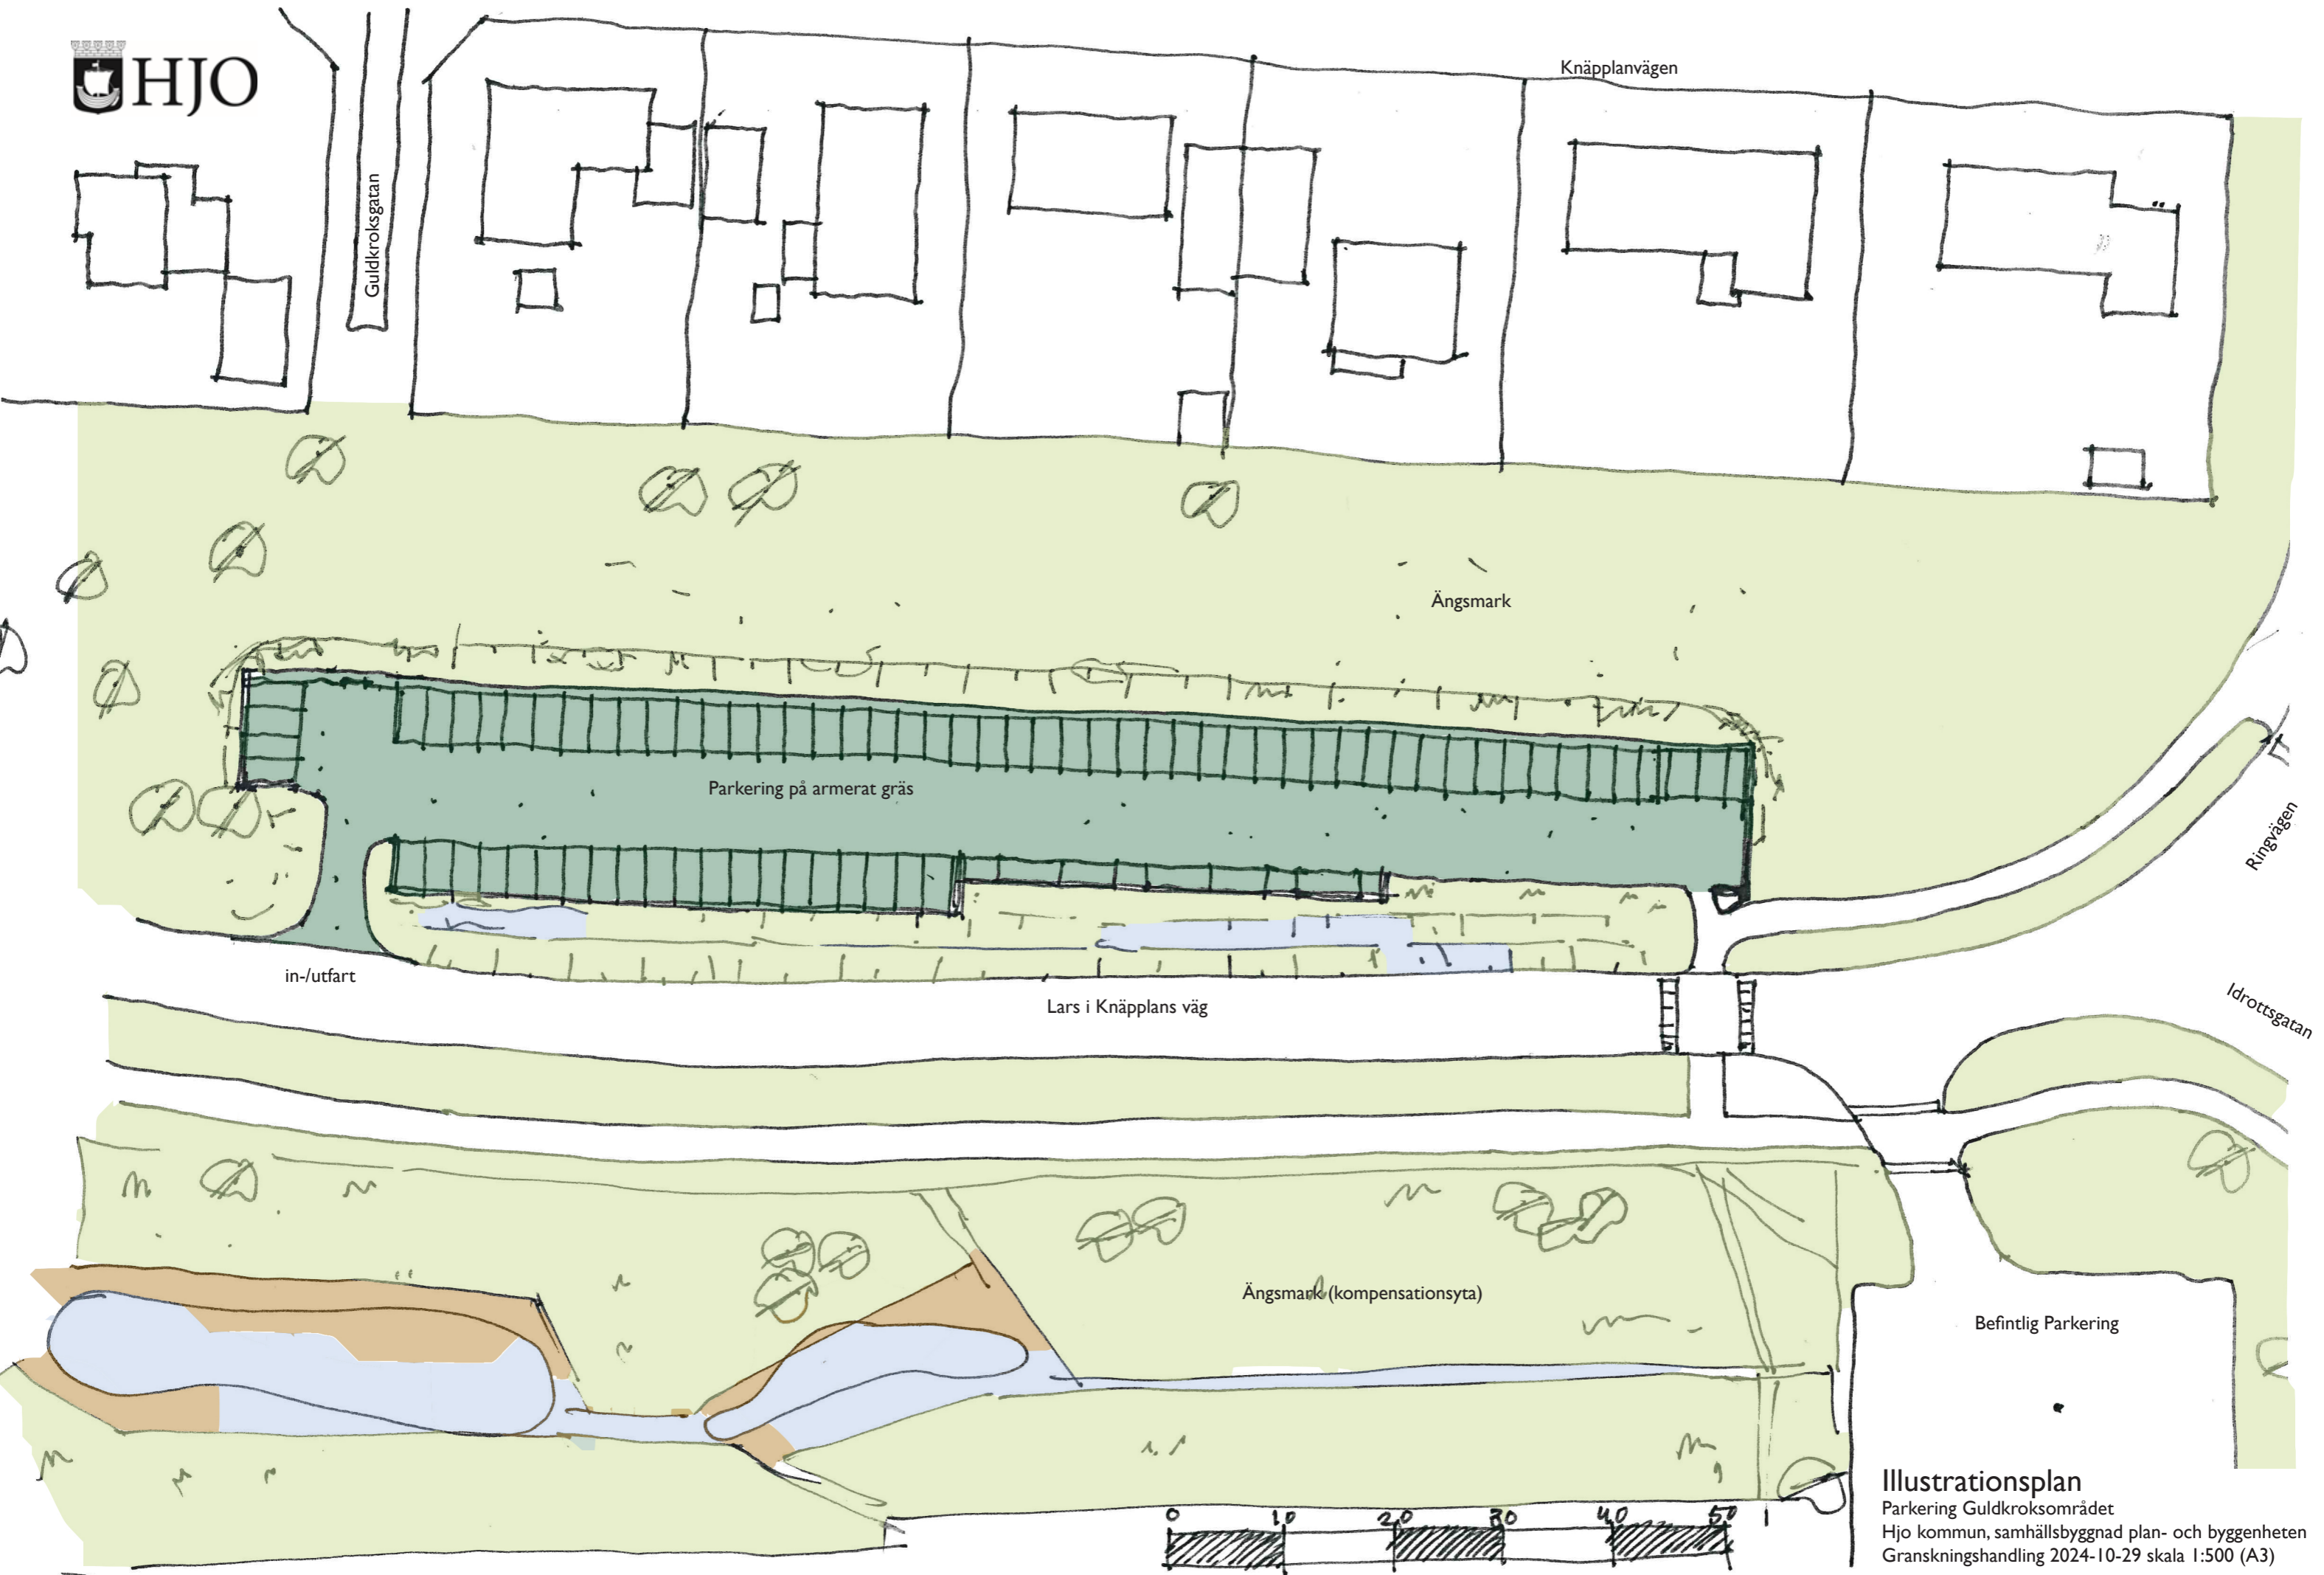 HJO
Knäpplanvägen
Guldkroksgatan
Ängsmark
Parkering på armerat gräs
Ringvägen
in-/utfart
Lars i Knäpplans väg
Idrottsgatan
Ängsmark (kompensationsyta)
Befintlig Parkering
0 10 20 30 40 50
Illustrationsplan
Parkering Guldkroksområdet
Hjo kommun, samhällsbyggnad plan- och byggenheten
Granskningshandling 2024-10-29 skala 1:500 (A3)